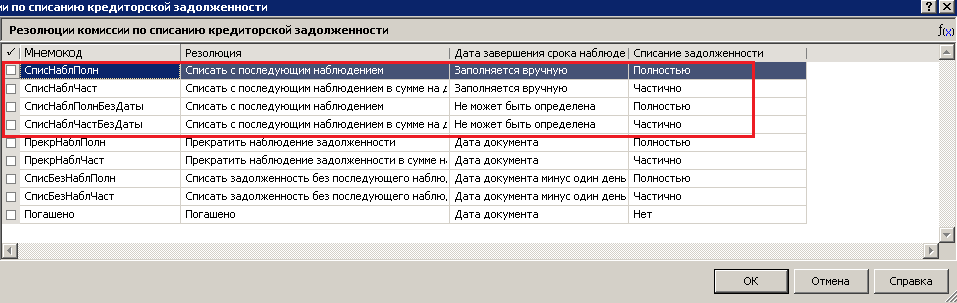 ии по списанию кредиторской задолженности
Резолюции комиссии по списанию кредиторской задолженности f(x)
✓ Мнемокод Резолюция Дата завершения срока наблюде Списание задолженности
СписНаблПолн Списать с последующим наблюдением Заполняется вручную Полностью
СписНаблЧаст Списать с последующим наблюдением в сумме на д Заполняется вручную Частично
СписНаблПолнБезДаты Списать с последующим наблюдением Не может быть определена Полностью
СписНаблЧастБезДаты Списать с последующим наблюдением в сумме на д Не может быть определена Частично
ПрекрНаблПолн Прекратить наблюдение задолженности Дата документа Полностью
ПрекрНаблЧаст Прекратить наблюдение задолженности в сумме на Дата документа Частично
СписБезНаблПолн Списать задолженность без последующего наблю, Дата документа минус один день Полностью
СписБезНаблЧаст Списать задолженность без последующего наблю, Дата документа минус один день Частично
Погашено Погашено Дата документа Нет
ОК Отмена Справка